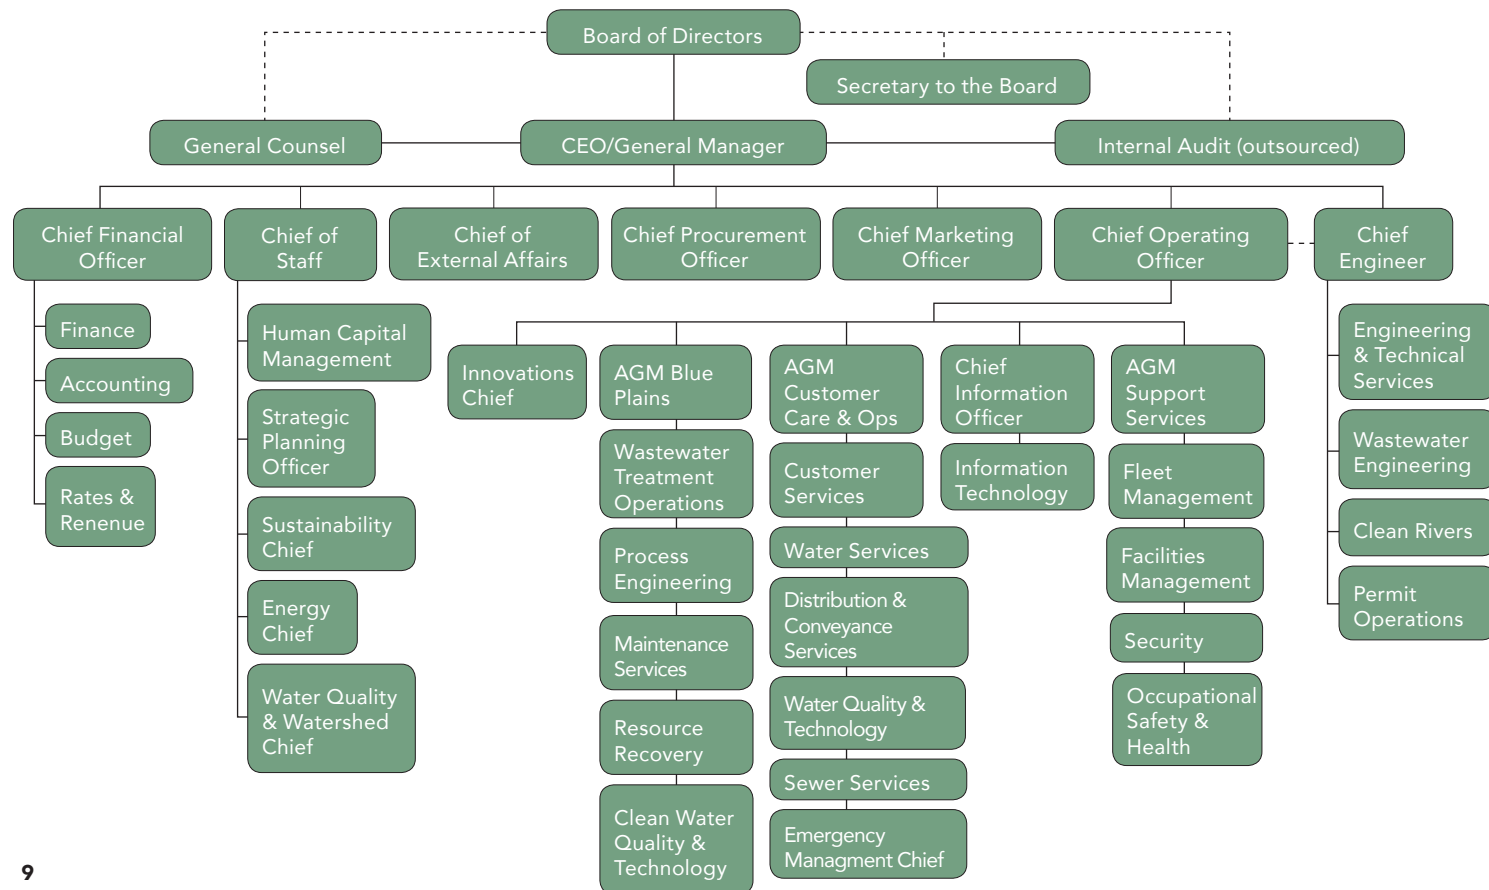 Board of Directors
Secretary to the Board
General Counsel
CEO/General Manager
Internal Audit (outsourced)
Chief Financial
Officer
Chief of
Staff
Chief of
External Affairs
Chief Procurement
Officer
Chief Marketing
Officer
Chief Operating
Officer
Chief
Engineer
Finance
Accounting
Budget
Rates &
Renenue
Human Capital
Management
Strategic
Planning
Officer
Sustainability
Chief
Energy
Chief
Water Quality
& Watershed
Chief
Innovations
Chief
AGM Blue
Plains
Wastewater
Treatment
Operations
Process
Engineering
Maintenance
Services
Resource
Recovery
Clean Water
Quality &
Technology
AGM
Customer
Care & Ops
Customer
Services
Water Services
Distribution &
Conveyance
Services
Water Quality &
Technology
Sewer Services
Emergency
Managment Chief
Chief
Information
Officer
Information
Technology
AGM
Support
Services
Fleet
Management
Facilities
Management
Security
Occupational
Safety &
Health
Engineering
& Technical
Services
Wastewater
Engineering
Clean Rivers
Permit
Operations
9